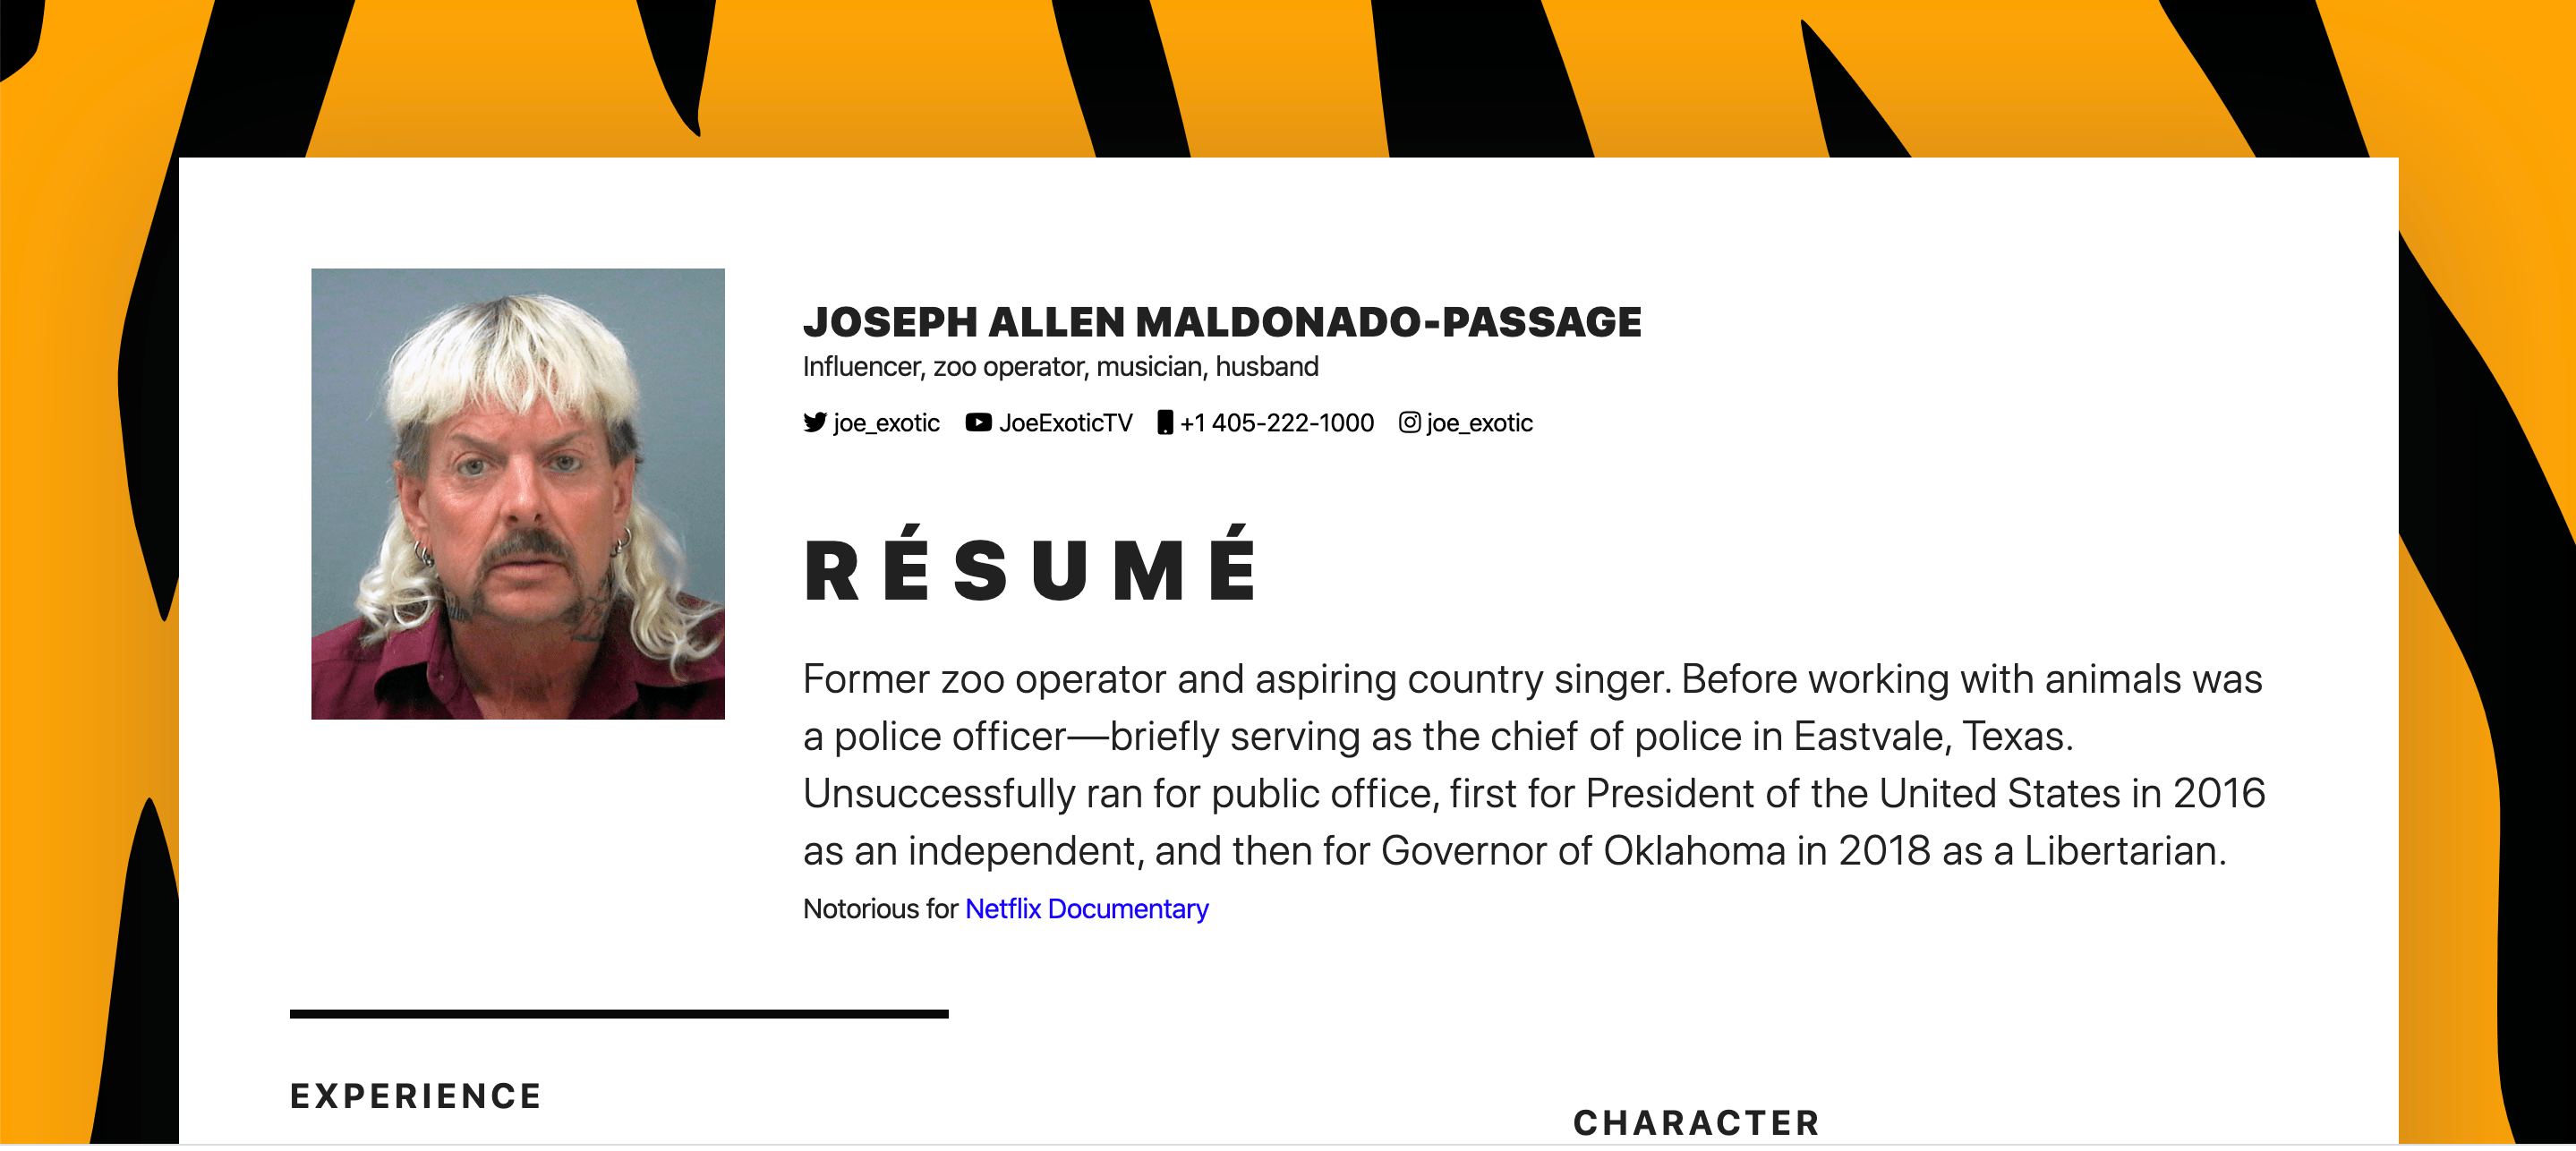 JOSEPH ALLEN MALDONADO-PASSAGE
Influencer, zoo operator, musician, husband
joe_exotic JoeExoticTV +1 405-222-1000 joe_exotic
RÉSUMÉ
Former zoo operator and aspiring country singer. Before working with animals was
a police officer—briefly serving as the chief of police in Eastvale, Texas.
Unsuccessfully ran for public office, first for President of the United States in 2016
as an independent, and then for Governor of Oklahoma in 2018 as a Libertarian.
Notorious for Netflix Documentary
EXPERIENCE
CHARACTER